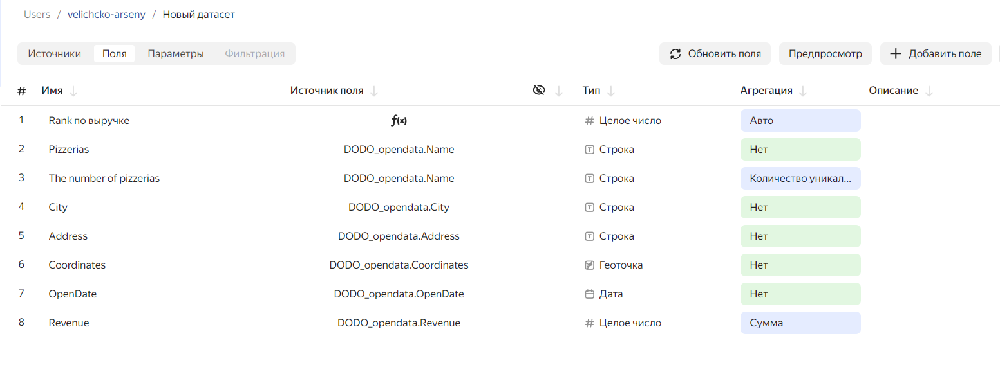 Users / velichcko-arseny / Новый датасет
Источники Поля Параметры Фильтрация Обновить поля Предпросмотр Добавить поле
# Имя Источник поля Тип Агрегация Описание
1 Rank по выручке f(x) # Целое число Авто
2 Pizzerias DODO_opendata.Name Строка Нет
3 The number of pizzerias DODO_opendata.Name Строка Количество уникал...
4 City DODO_opendata.City Строка Нет
5 Address DODO_opendata.Address Строка Нет
6 Coordinates DODO_opendata.Coordinates Геоточка Нет
7 OpenDate DODO_opendata.OpenDate Дата Нет
8 Revenue DODO_opendata.Revenue # Целое число Сумма